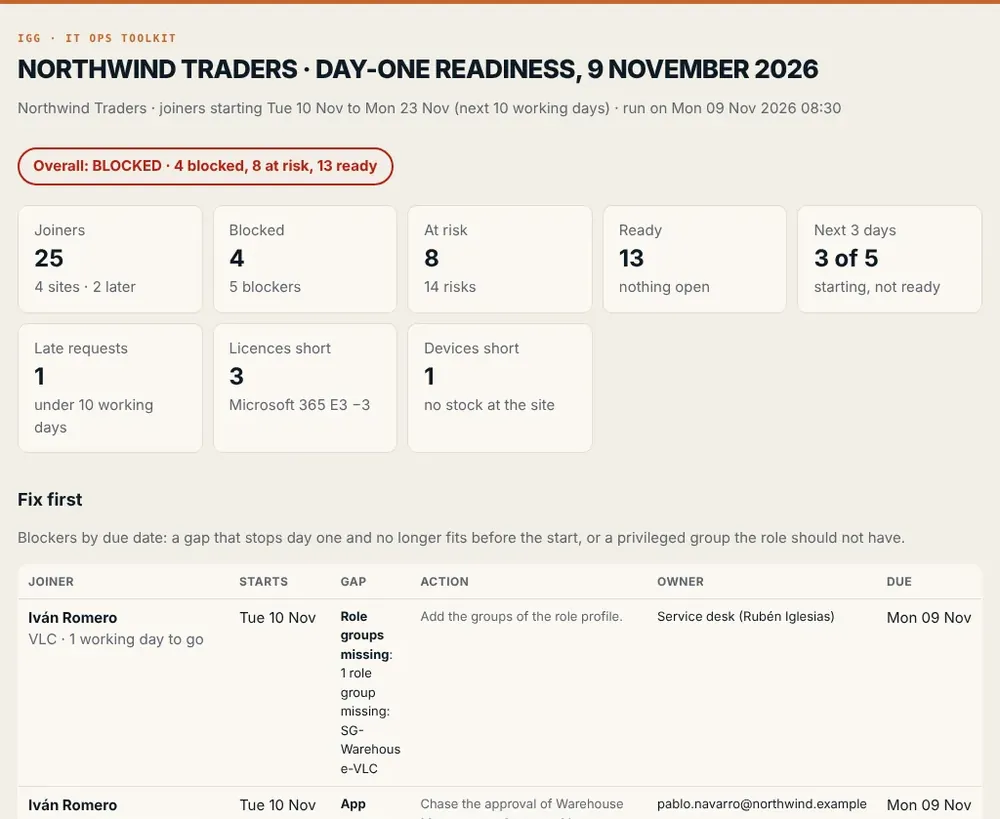 IGG · IT OPS TOOLKIT
NORTHWIND TRADERS · DAY-ONE READINESS, 9 NOVEMBER 2026
Northwind Traders · joiners starting Tue 10 Nov to Mon 23 Nov (next 10 working days) · run on Mon 09 Nov 2026 08:30
Overall: BLOCKED · 4 blocked, 8 at risk, 13 ready
Joiners
25
4 sites · 2 later
Blocked
4
5 blockers
At risk
8
14 risks
Ready
13
nothing open
Next 3 days
3 of 5
starting, not ready
Late requests
1
under 10 working
days
Licences short
3
Microsoft 365 E3 −3
Devices short
1
no stock at the site
Fix first
Blockers by due date: a gap that stops day one and no longer fits before the start, or a privileged group the role should not have.
JOINER STARTS GAP ACTION OWNER DUE
Iván Romero
VLC · 1 working day to go
Tue 10 Nov
Role
groups
missing:
1 role
group
missing:
SG-
Warehous
e-VLC
Add the groups of the role profile.
Service desk (Rubén Iglesias)
Mon 09 Nov
Iván Romero
Tue 10 Nov
App
Chase the approval of Warehouse
pablo.navarro@northwind.example
Mon 09 Nov